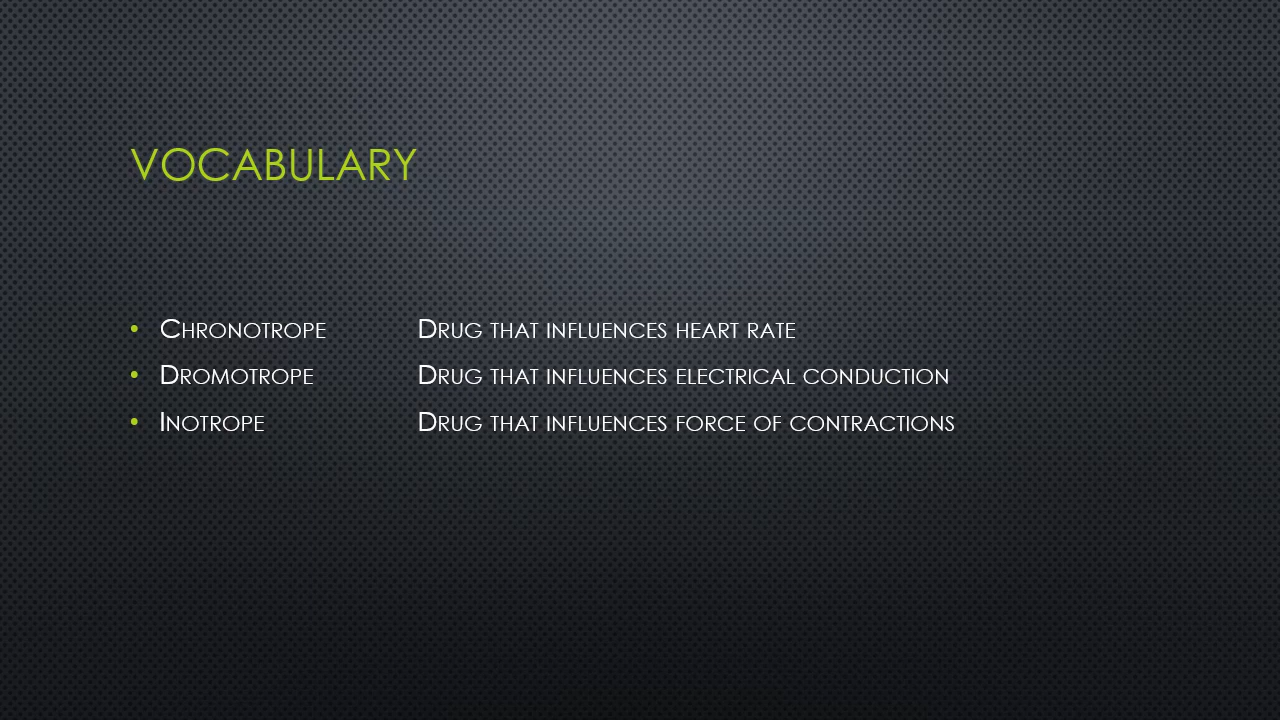 VOCABULARY
• Chronotrope Drug that influences heart rate
• Dromotrope Drug that influences electrical conduction
• Inotrope Drug that influences force of contractions